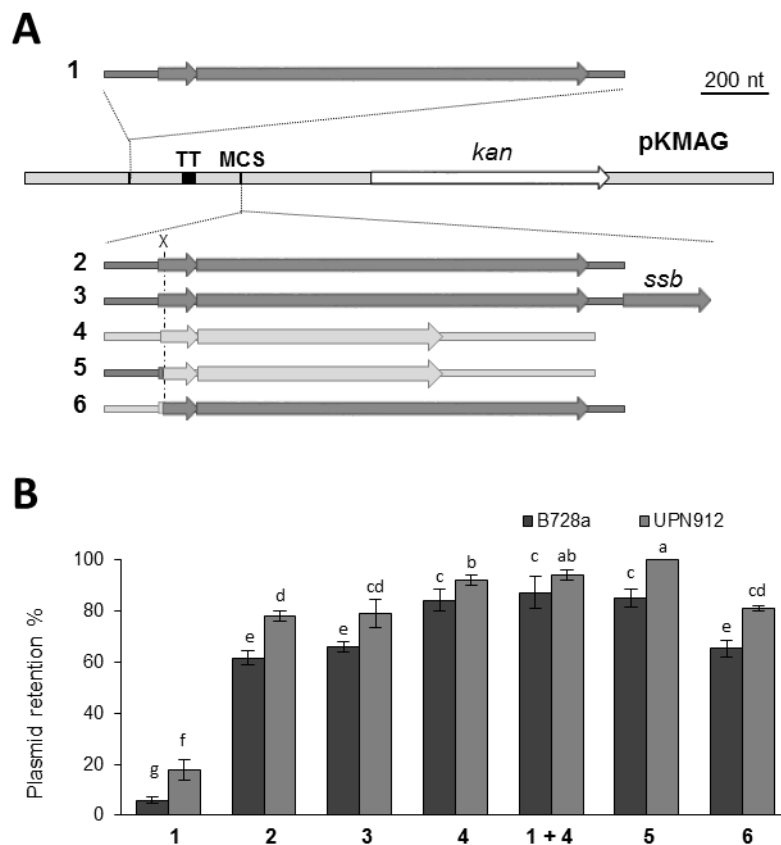 A
1
200 nt
TT MCS kan pKMAG
X
2
3 ssb
4
5
6
B
B728a UPN912
Plasmid retention %
100
80
60
40
20
0
g f e d e cd c b c ab c a e cd
1 2 3 4 1 + 4 5 6